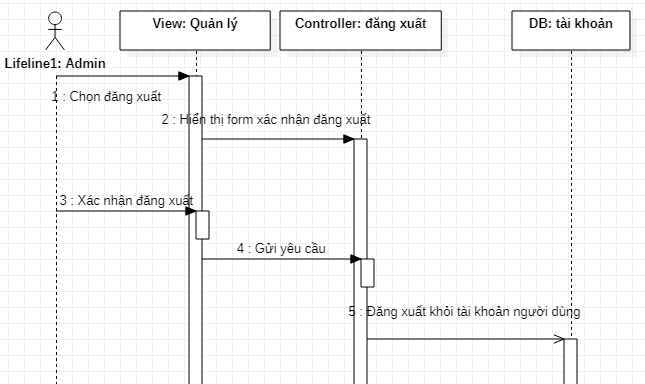 View: Quản lý
Controller: đăng xuất
DB: tài khoản
Lifeline1: Admin
1 : Chọn đăng xuất
2 : Hiển thị form xác nhận đăng xuất
3 : Xác nhận đăng xuất
4 : Gửi yêu cầu
5 : Đăng xuất khỏi tài khoản người dùng